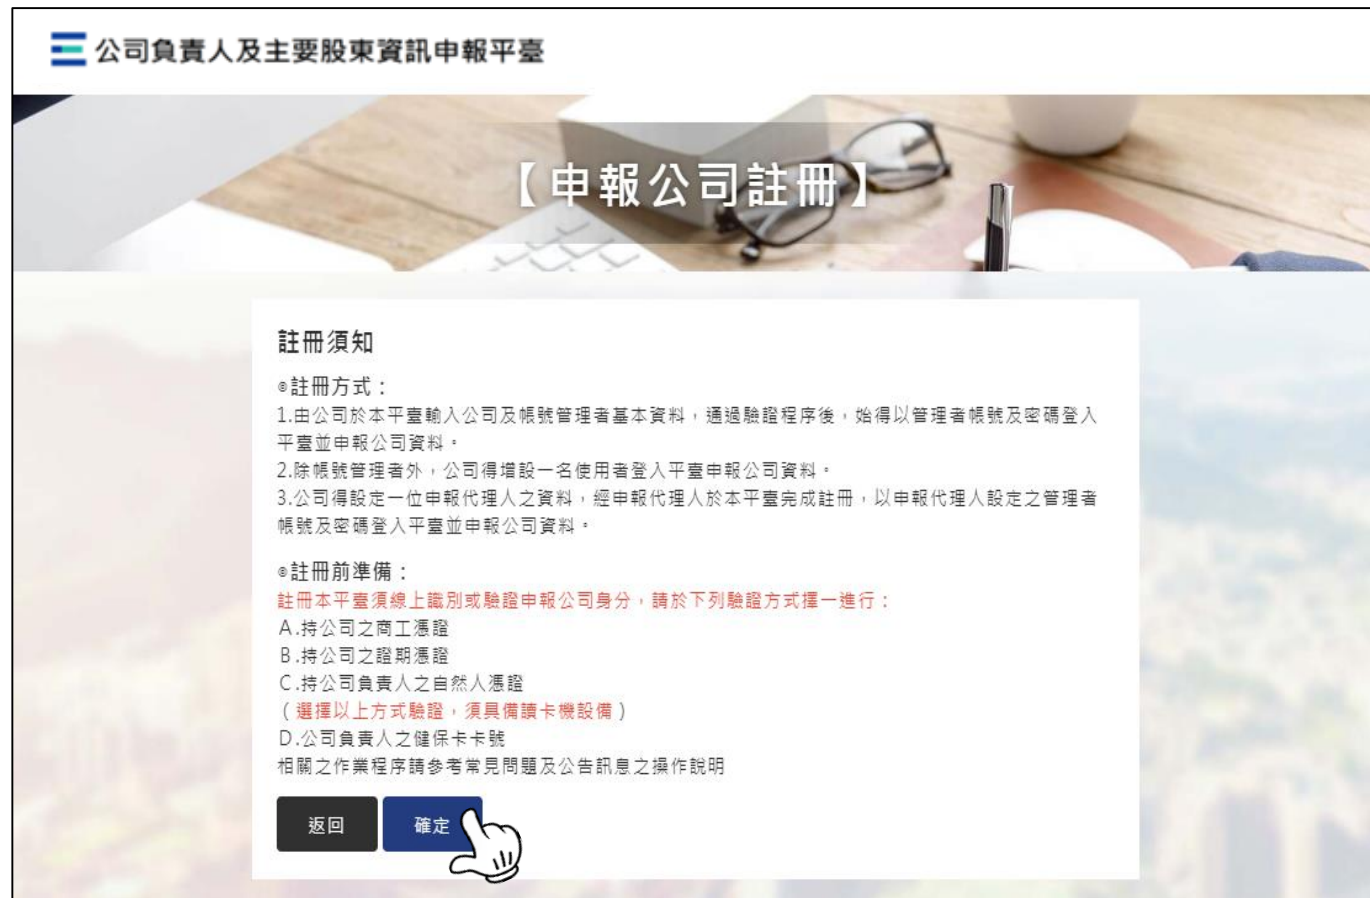 公司負責人及主要股東資訊申報平臺
【申報公司註冊】
註冊須知
◎註冊方式：
1.由公司於本平臺輸入公司及帳號管理者基本資料，通過驗證程序後，始得以管理者帳號及密碼登入
平臺並申報公司資料。
2.除帳號管理者外，公司得增設一名使用者登入平臺申報公司資料。
3.公司得設定一位申報代理人之資料，經申報代理人於本平臺完成註冊，以申報代理人設定之管理者
帳號及密碼登入平臺並申報公司資料。
◎註冊前準備：
註冊本平臺須線上識別或驗證申報公司身分，請於下列驗證方式擇一進行：
A.持公司之商工憑證
B.持公司之證期憑證
C.持公司負責人之自然人憑證
(選擇以上方式驗證，須具備讀卡機設備)
D.公司負責人之健保卡卡號
相關之作業程序請參考常見問題及公告訊息之操作說明
返回
確定